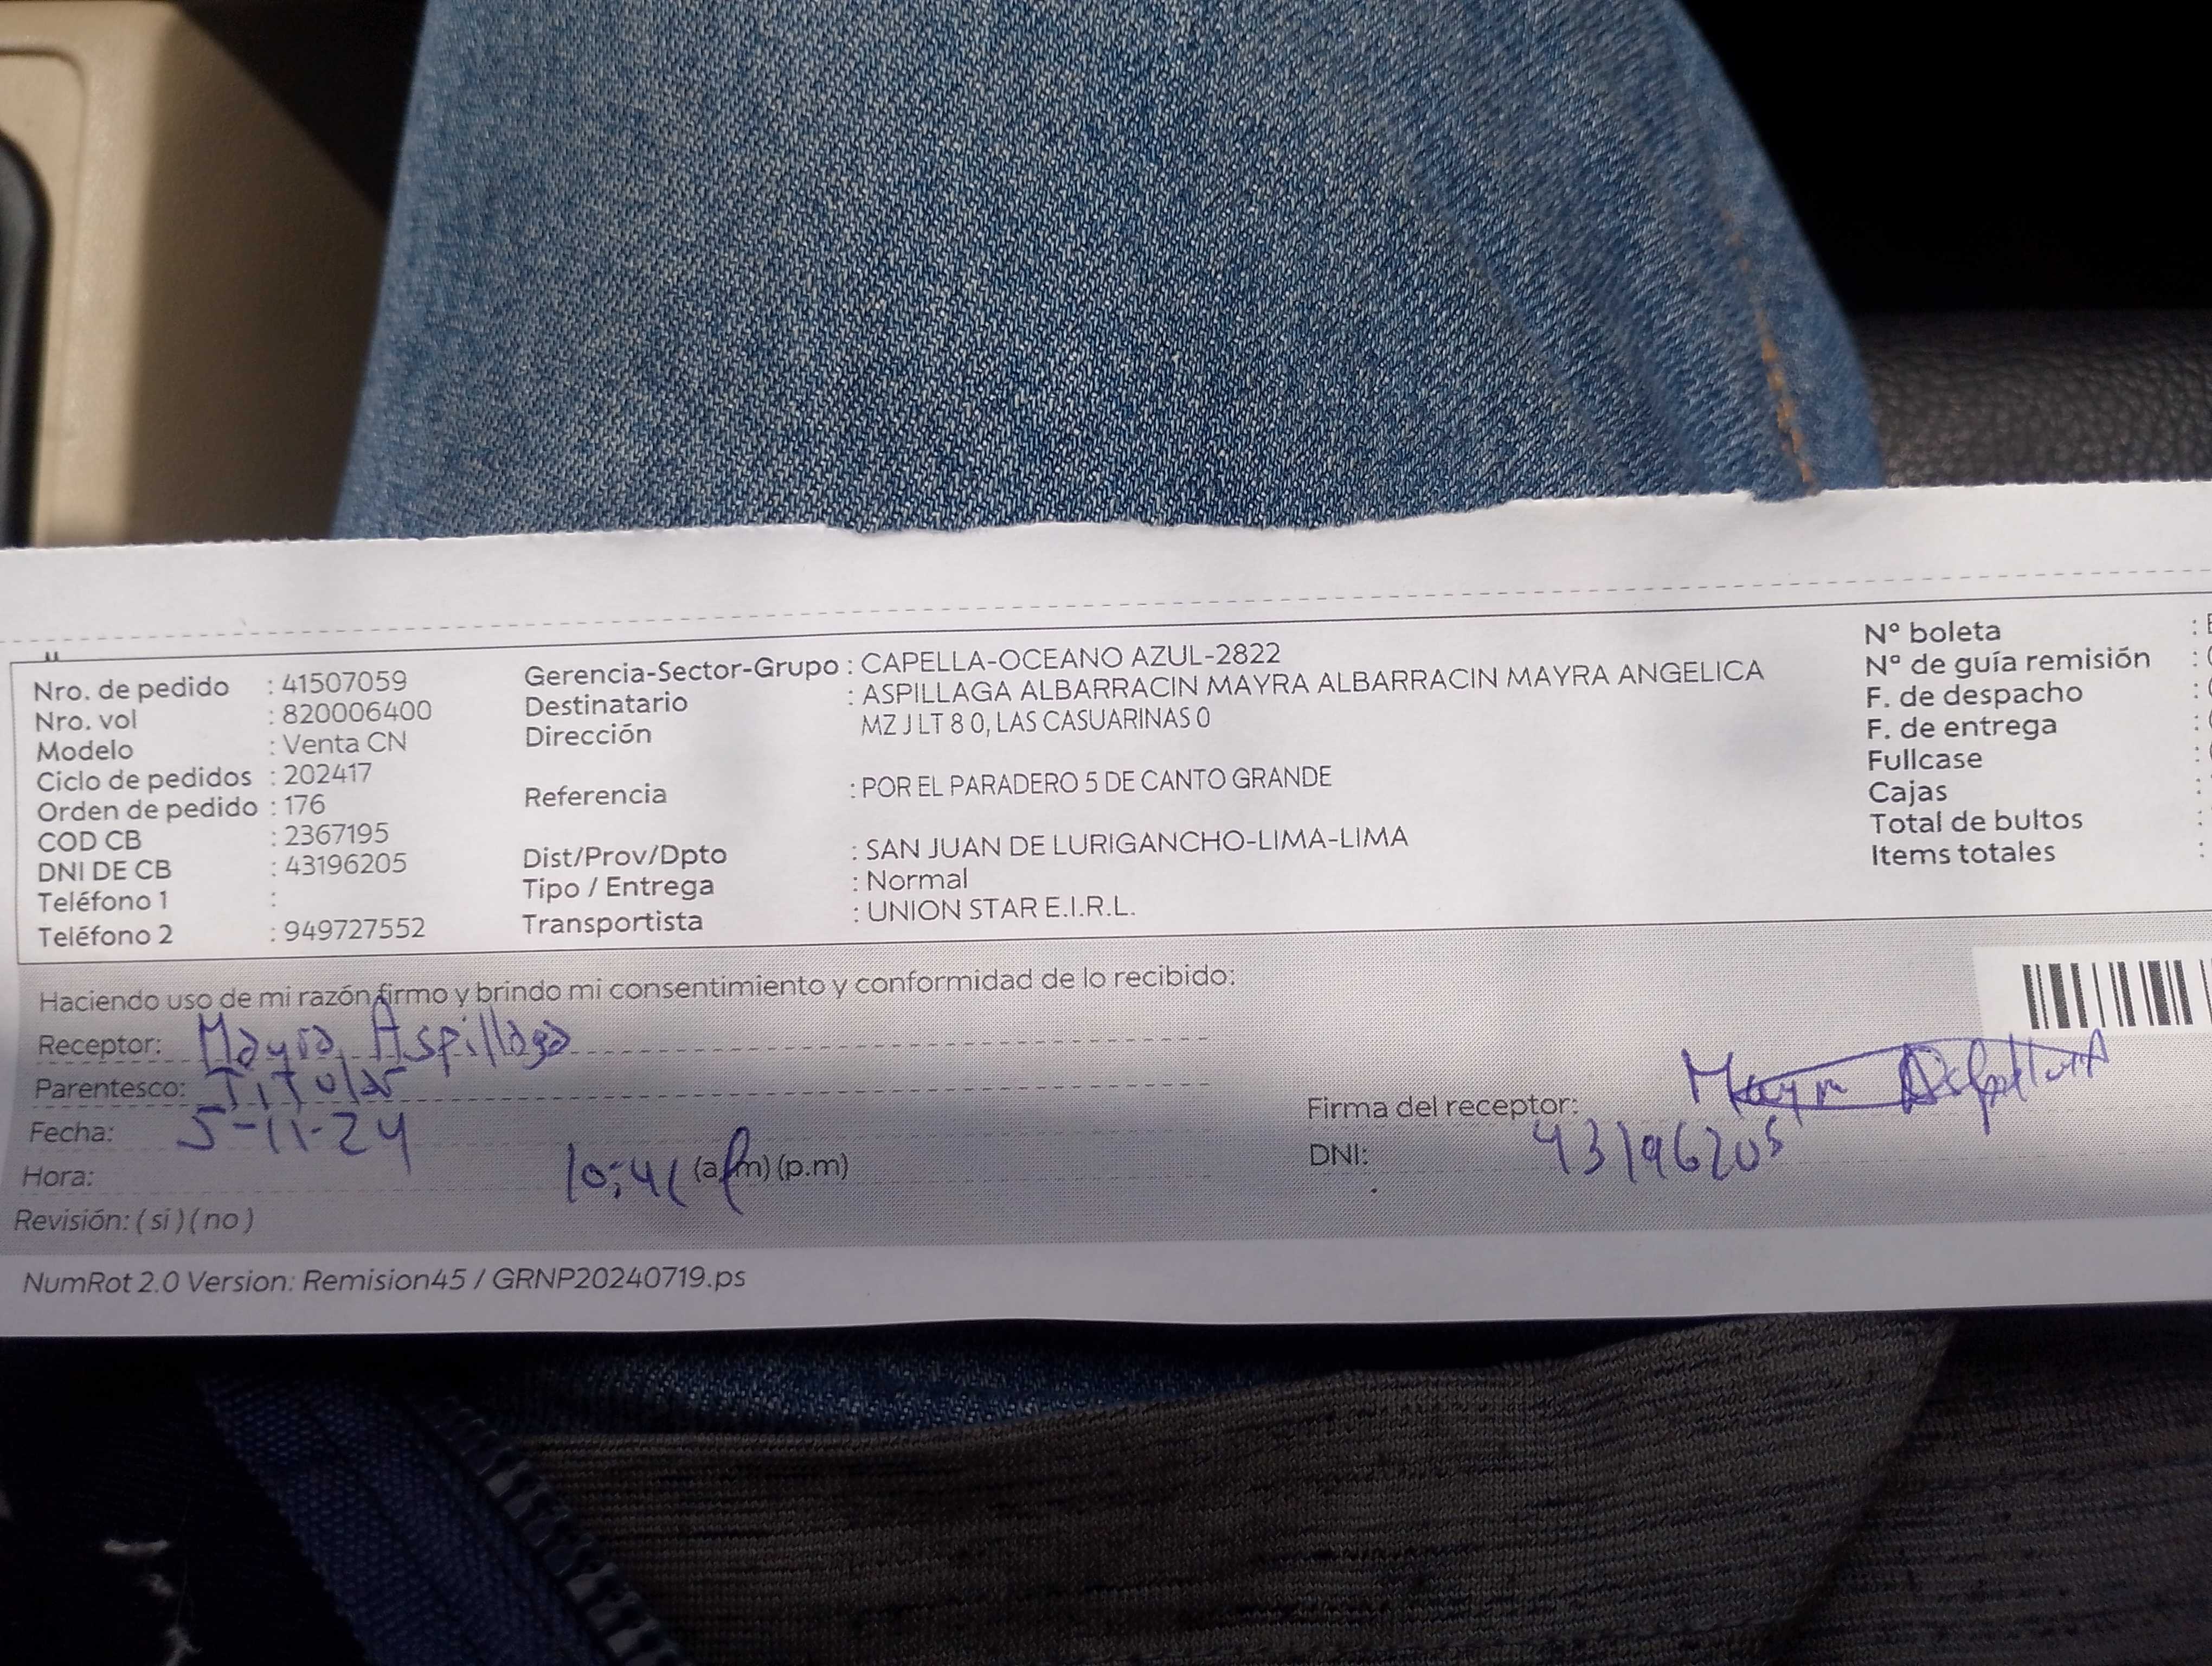 Nro. de pedido : 41507059
Nro. vol : 820006400
Modelo : Venta CN
Ciclo de pedidos : 202417
Orden de pedido : 176
COD CB : 2367195
DNI DE CB : 43196205
Teléfono 1 :
Teléfono 2 : 949727552
Gerencia-Sector-Grupo : CAPELLA-OCEANO AZUL-2822
Destinatario : ASPILLAGA ALBARRACIN MAYRA ALBARRACIN MAYRA ANGELICA
Dirección MZ J LT 8 0, LAS CASUARINAS 0
Referencia : POR EL PARADERO 5 DE CANTO GRANDE
Dist/Prov/Dpto : SAN JUAN DE LURIGANCHO-LIMA-LIMA
Tipo / Entrega : Normal
Transportista : UNION STAR E.I.R.L.
Nº boleta :
Nº de guía remisión :
F. de despacho :
F. de entrega :
Fullcase :
Cajas :
Total de bultos :
Items totales :
Haciendo uso de mi razón firmo y brindo mi consentimiento y conformidad de lo recibido:
Receptor: Mayra Aspillaga
Parentesco: Titular
Fecha: 5-11-24
Hora: 10:41 (a.m) (p.m)
Revisión: ( si ) ( no )
Firma del receptor: Mayra
DNI: 43196205
NumRot 2.0 Version: Remision45 / GRNP20240719.ps